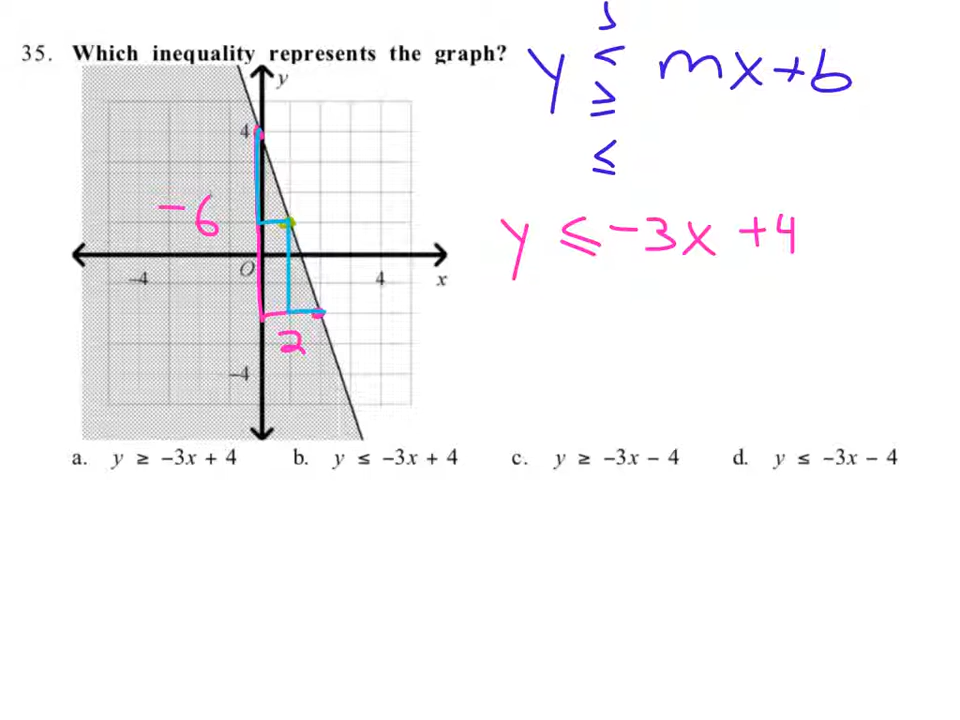 35. Which inequality represents the graph?
y > < ≥ ≤ mx+b
y
4
-6
y ≤ -3x +4
-4
O
4
x
2
-4
a. y ≥ -3x + 4 b. y ≤ -3x + 4 c. y ≥ -3x - 4 d. y ≤ -3x - 4